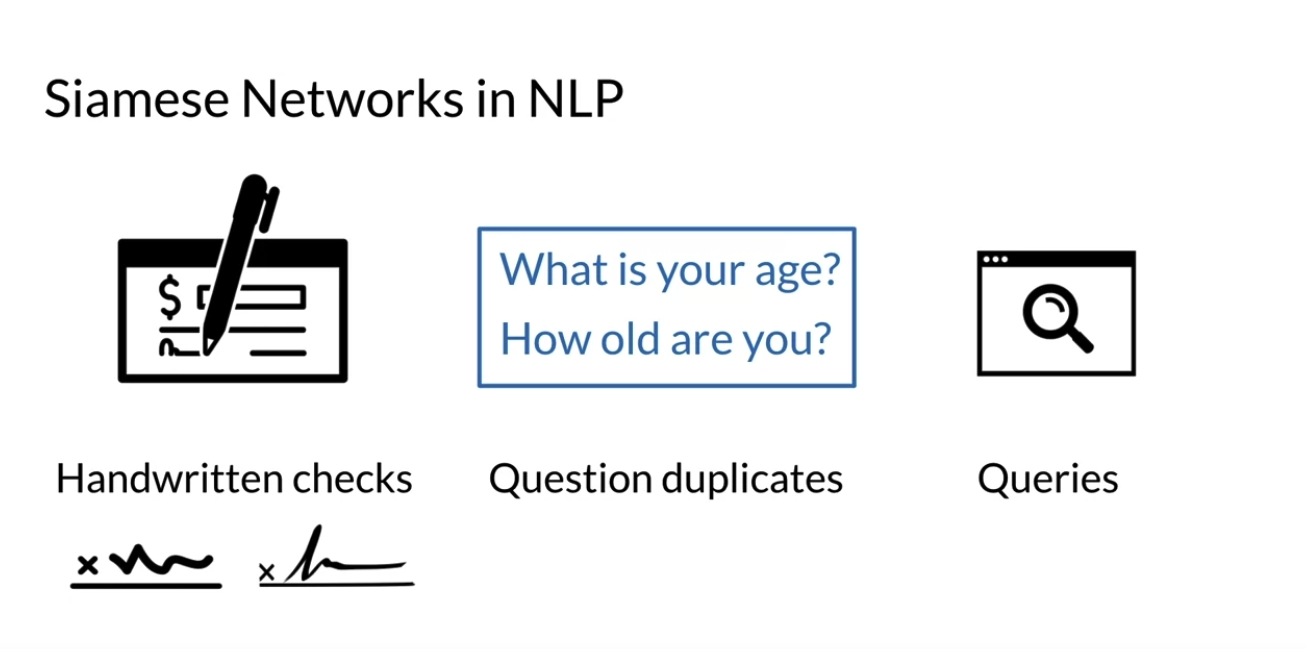 Siamese Networks in NLP
$
What is your age?
How old are you?
Handwritten checks
Question duplicates
Queries
x
x